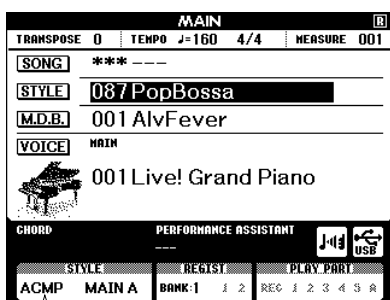 MAIN R
TRANSPOSE 0 TEMPO ♩=160 4/4 MEASURE 001
SONG *** ---
STYLE 087 PopBossa
M.D.B. 001 AlvFever
VOICE MAIN
001 Live! Grand Piano
CHORD PERFORMANCE ASSISTANT
---
USB
STYLE REGIST PLAY PART
ACMP MAIN A BANK:1 1 2 REC 1 2 3 4 5 A